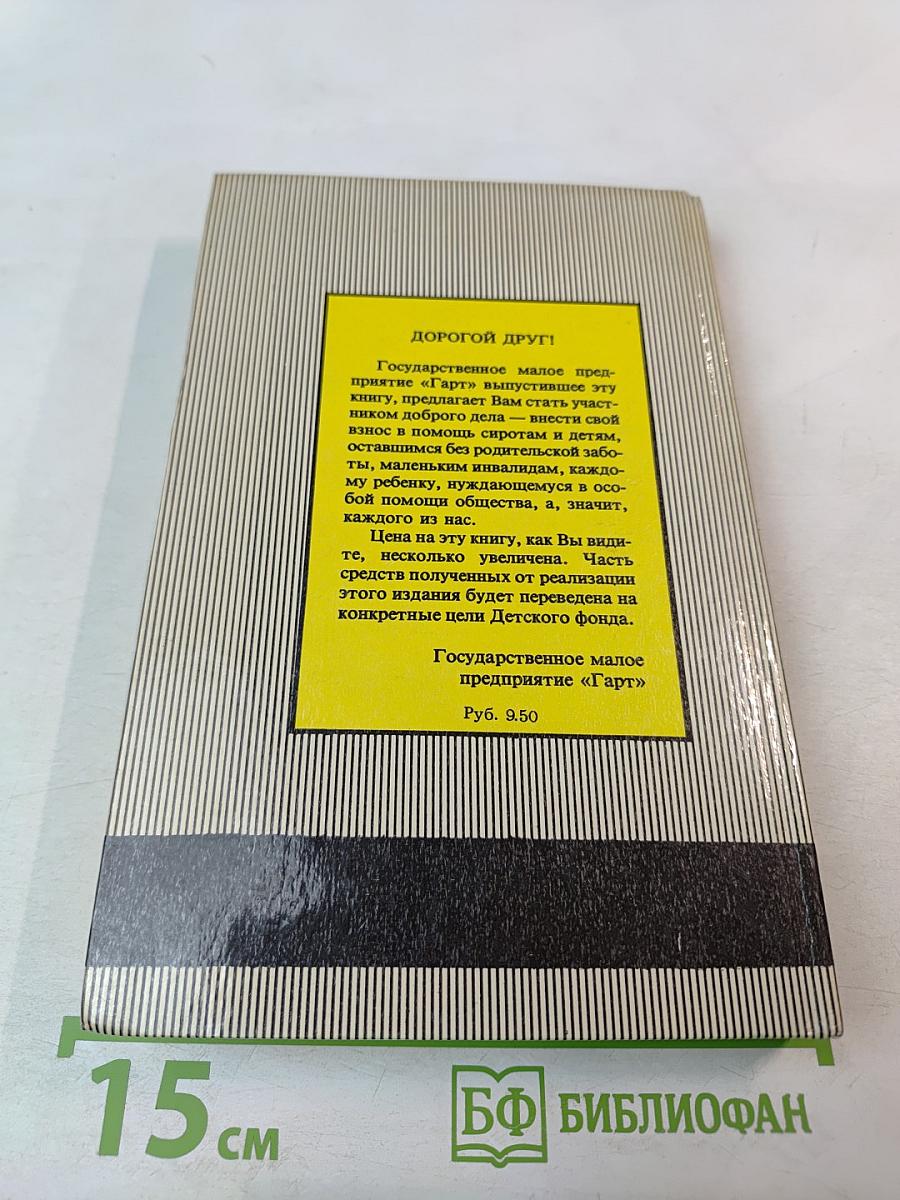 ДОРОГОЙ ДРУГ!
Государственное малое пред-
приятие «Гарт» выпустившее эту
книгу, предлагает Вам стать участ-
ником доброго дела — внести свой
взнос в помощь сиротам и детям,
оставшимся без родительской забо-
ты, маленьким инвалидам, каждо-
му ребенку, нуждающемуся в осо-
бой помощи общества, а, значит,
каждого из нас.
Цена на эту книгу, как Вы види-
те, несколько увеличена. Часть
средств полученных от реализации
этого издания будет переведена на
конкретные цели Детского фонда.
Государственное малое
предприятие «Гарт»
Руб. 9.50
15 см
БФ БИБЛИОФАН